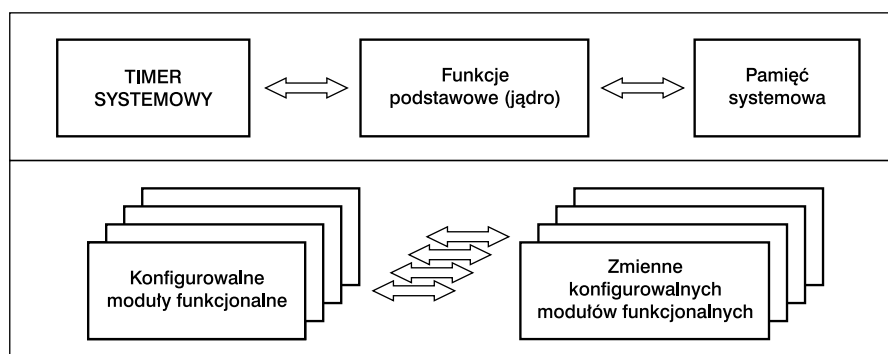 TIMER
SYSTEMOWY
Funkcje
podstawowe (jądro)
Pamięć
systemowa
Konfigurowalne
moduły funkcjonalne
Zmienne
konfigurowalnych
modułów funkcjonalnych